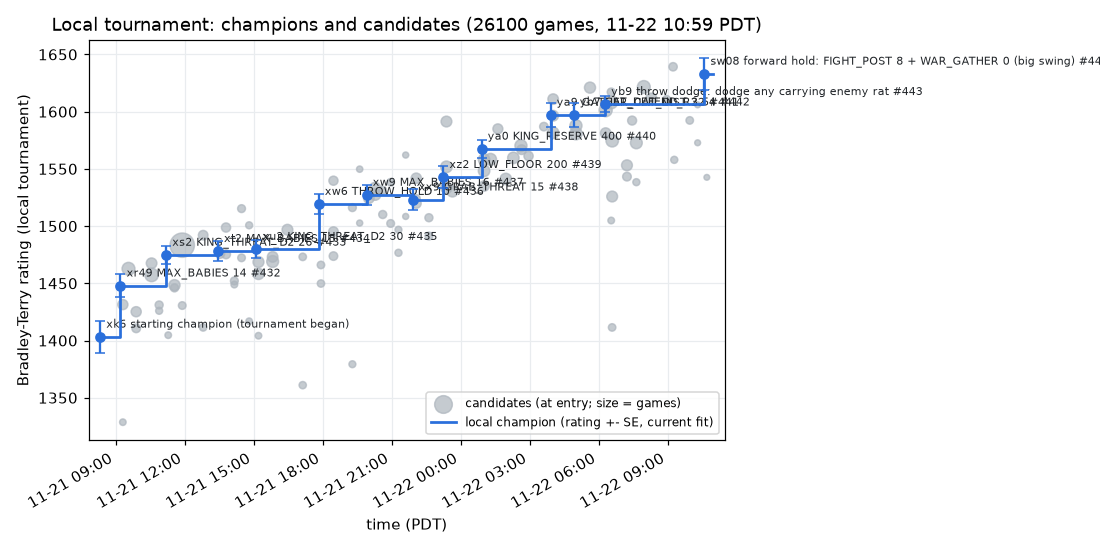 Local tournament: champions and candidates (26100 games, 11-22 10:59 PDT)
Bradley-Terry rating (local tournament)
1650
1600
1550
1500
1450
1400
1350
sw08 forward hold: FIGHT_POST 8 + WAR_GATHER 0 (big swing) #44
yb9 throw dodge: dodge any carrying enemy rat #443
ya0 KING_RESERVE 400 #440
xz2 LOW_FLOOR 200 #439
xw9 MAX_BABIES 16 #437
THREAT 15 #438
xw6 THROW_HOLD 10 #436
THREAT_D2 30 #435
xs2 KING_THREAT_D2 20 #433
xr49 MAX_BABIES 14 #432
xk6 starting champion (tournament began)
candidates (at entry; size = games)
local champion (rating +- SE, current fit)
11-21 09:00
11-21 12:00
11-21 15:00
11-21 18:00
11-21 21:00
11-22 00:00
11-22 03:00
11-22 06:00
11-22 09:00
time (PDT)